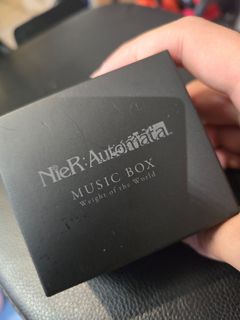 NieR:Automata
MUSIC BOX
Weight of the World